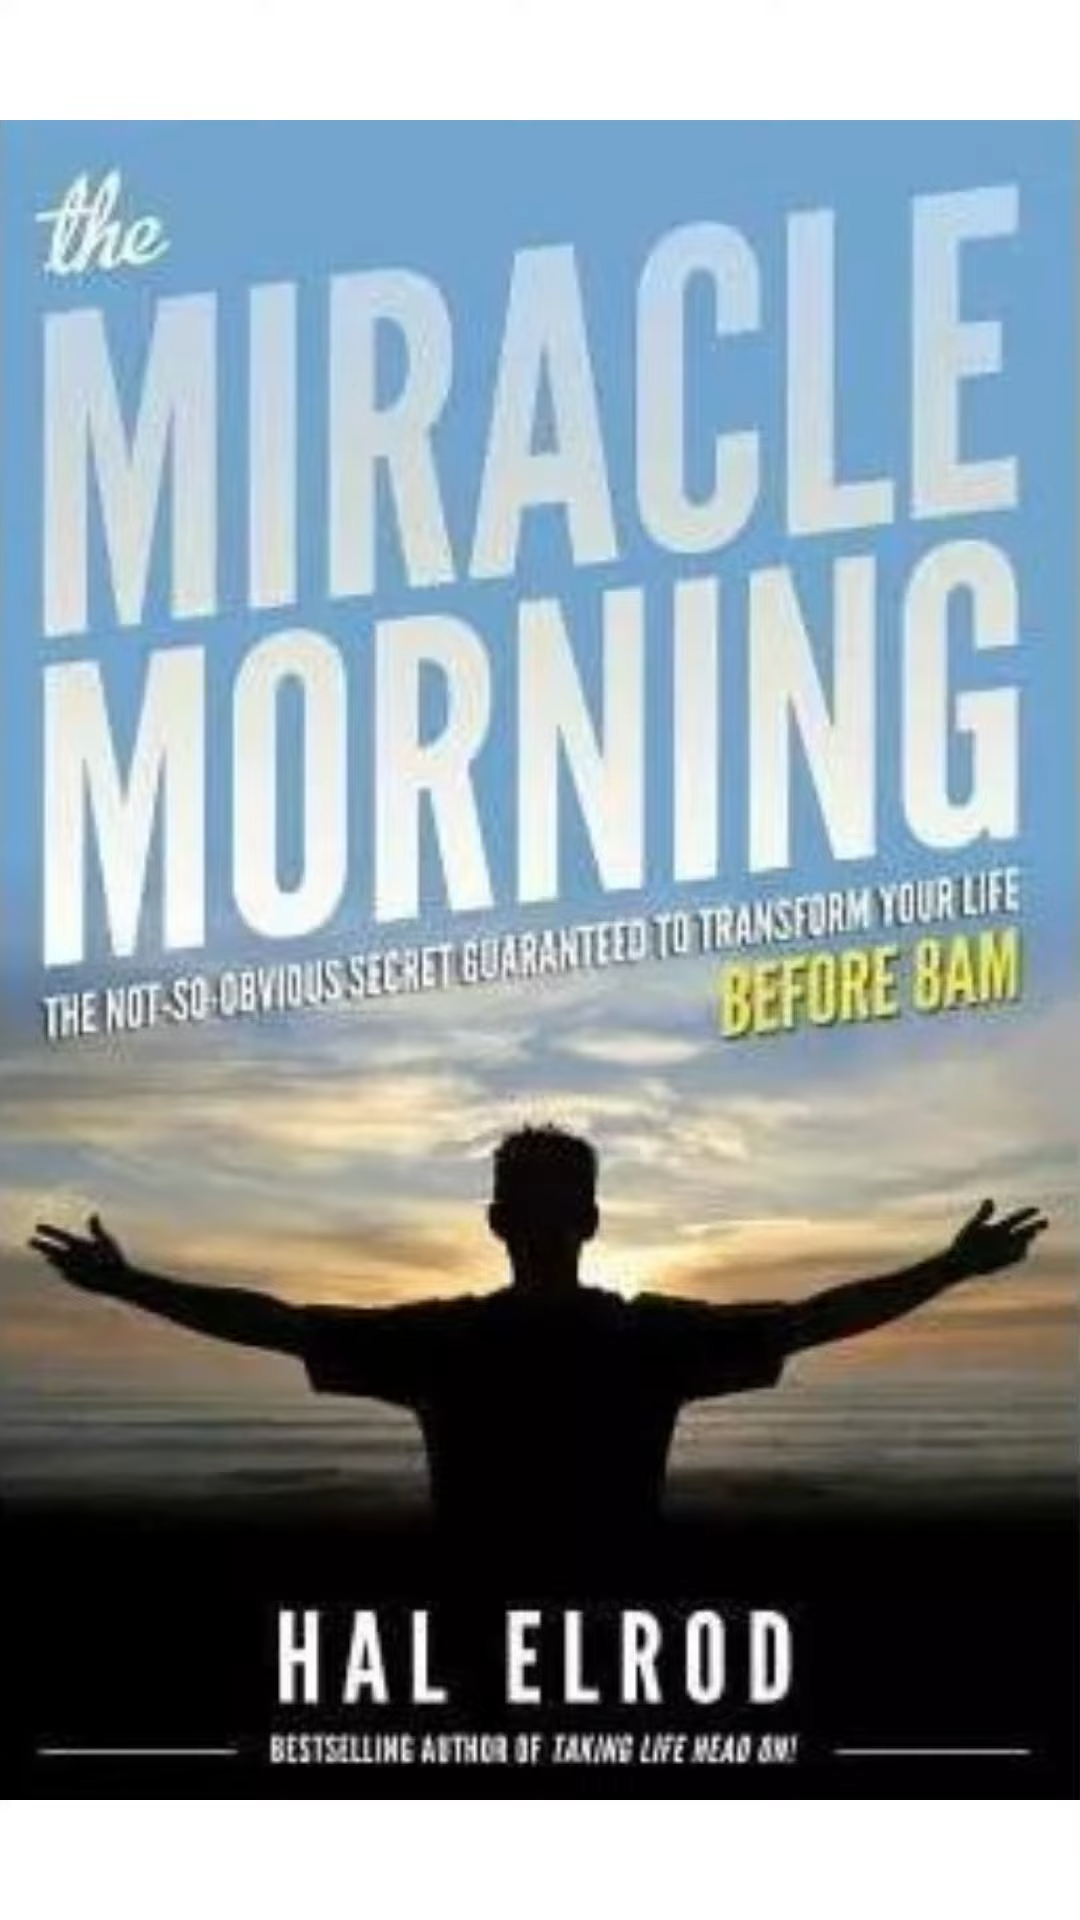 the
MIRACLE
MORNING
THE NOT-SO-OBVIOUS SECRET GUARANTEED TO TRANSFORM YOUR LIFE
BEFORE 8AM
HAL ELROD
BESTSELLING AUTHOR OF TAKING LIFE HEAD ON!